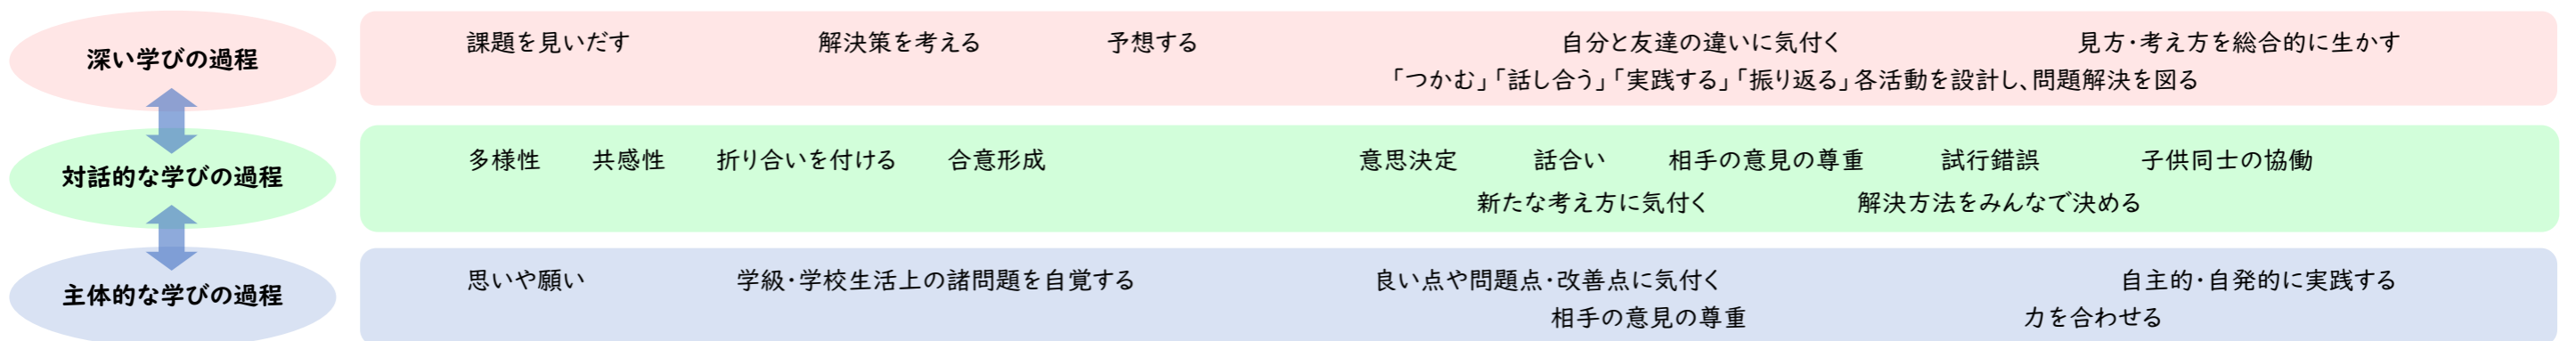 深い学びの過程
課題を見いだす 解決策を考える 予想する 自分と友達の違いに気付く 見方・考え方を総合的に生かす
「つかむ」「話し合う」「実践する」「振り返る」各活動を設計し、問題解決を図る
対話的な学びの過程
多様性 共感性 折り合いを付ける 合意形成 意思決定 話合い 相手の意見の尊重 試行錯誤 子供同士の協働
新たな考え方に気付く 解決方法をみんなで決める
主体的な学びの過程
思いや願い 学級・学校生活上の諸問題を自覚する 良い点や問題点・改善点に気付く 自主的・自発的に実践する
相手の意見の尊重 力を合わせる